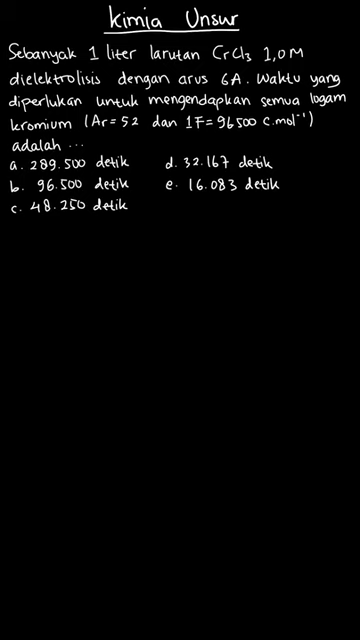 Kimia Unsur
Sebanyak 1 liter larutan CrCl₃ 1,0 M
dielektrolisis dengan arus 6A. Waktu yang
diperlukan untuk mengendapkan semua logam
kromium (Ar=52 dan 1F=96500 C.mol⁻¹)
adalah ...
a. 289.500 detik d. 32.167 detik
b. 96.500 detik e. 16.083 detik
c. 48.250 detik